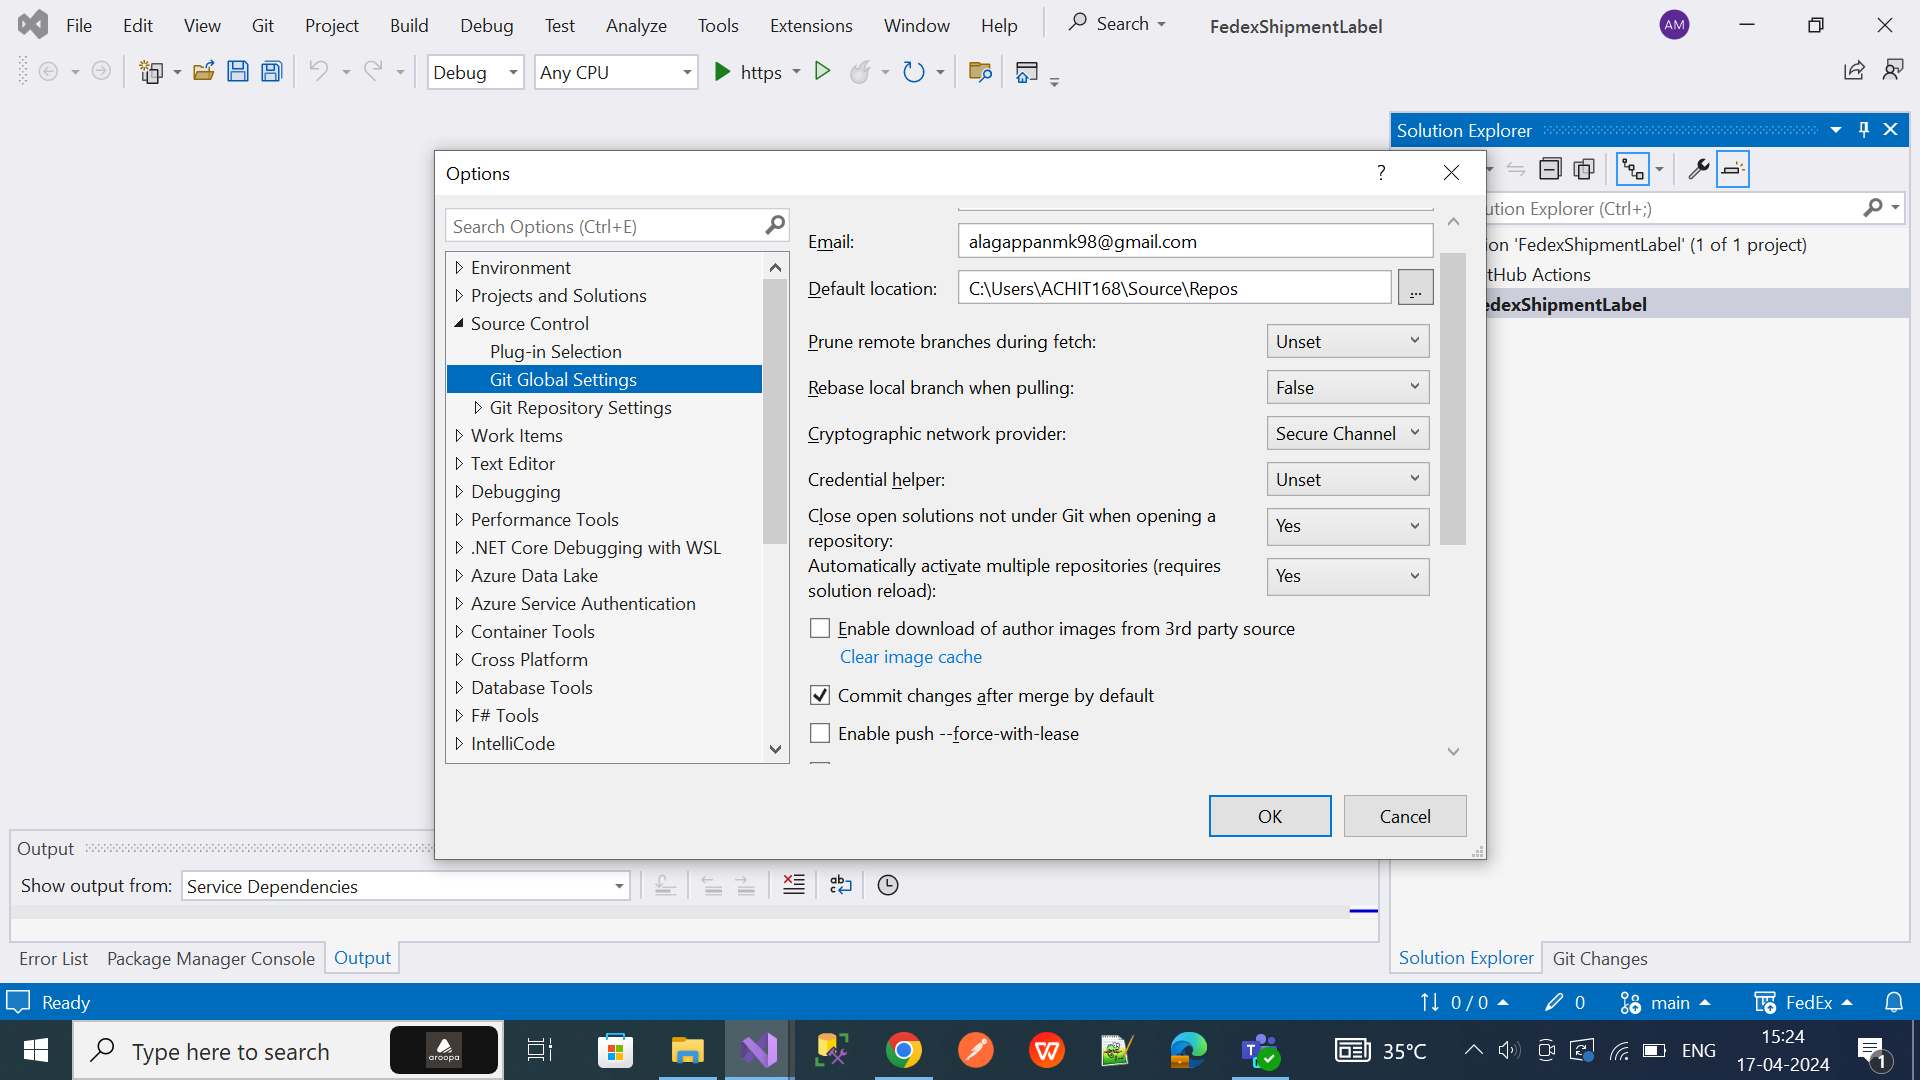 File Edit View Git Project Build Debug Test Analyze Tools Extensions Window Help Search FedexShipmentLabel AM
Debug Any CPU https
Solution Explorer
Options ?
ution Explorer (Ctrl+;)
Search Options (Ctrl+E)
Environment
Projects and Solutions
Source Control
Plug-in Selection
Git Global Settings
Git Repository Settings
Work Items
Text Editor
Debugging
Performance Tools
.NET Core Debugging with WSL
Azure Data Lake
Azure Service Authentication
Container Tools
Cross Platform
Database Tools
F# Tools
IntelliCode
Email: alagappanmk98@gmail.com
Default location: C:\Users\ACHIT168\Source\Repos ...
Prune remote branches during fetch: Unset
Rebase local branch when pulling: False
Cryptographic network provider: Secure Channel
Credential helper: Unset
Close open solutions not under Git when opening a
repository: Yes
Automatically activate multiple repositories (requires
solution reload): Yes
Enable download of author images from 3rd party source
Clear image cache
Commit changes after merge by default
Enable push --force-with-lease
OK Cancel
ion 'FedexShipmentLabel' (1 of 1 project)
tHub Actions
edexShipmentLabel
Output
Show output from: Service Dependencies
Error List Package Manager Console Output
Solution Explorer Git Changes
Ready 0 / 0 0 main FedEx
Type here to search aroopa 35°C ENG 15:24
17-04-2024 1